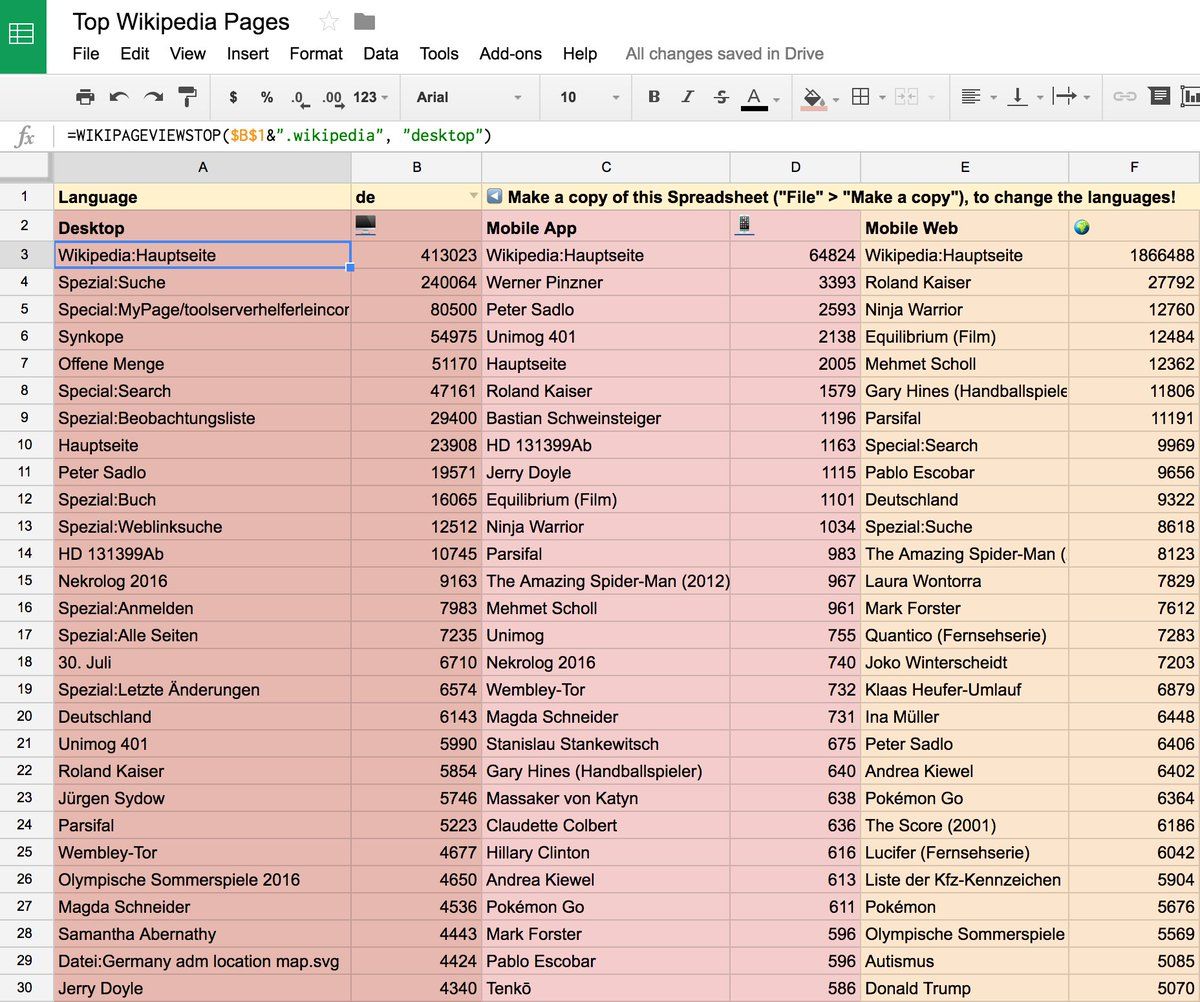 Top Wikipedia Pages
File Edit View Insert Format Data Tools Add-ons Help All changes saved in Drive
$ % .0 .00 123 Arial 10 B I S A
fx =WIKIPAGEVIEWSTOP($B$1&".wikipedia", "desktop")
A B C D E F
1 Language de Make a copy of this Spreadsheet ("File" > "Make a copy"), to change the languages!
2 Desktop Mobile App Mobile Web
3 Wikipedia:Hauptseite 413023 Wikipedia:Hauptseite 64824 Wikipedia:Hauptseite 1866488
4 Spezial:Suche 240064 Werner Pinzner 3393 Roland Kaiser 27792
5 Special:MyPage/toolserverhelferleincor 80500 Peter Sadlo 2593 Ninja Warrior 12760
6 Synkope 54975 Unimog 401 2138 Equilibrium (Film) 12484
7 Offene Menge 51170 Hauptseite 2005 Mehmet Scholl 12362
8 Special:Search 47161 Roland Kaiser 1579 Gary Hines (Handballspiele 11806
9 Spezial:Beobachtungsliste 29400 Bastian Schweinsteiger 1196 Parsifal 11191
10 Hauptseite 23908 HD 131399Ab 1163 Special:Search 9969
11 Peter Sadlo 19571 Jerry Doyle 1115 Pablo Escobar 9656
12 Spezial:Buch 16065 Equilibrium (Film) 1101 Deutschland 9322
13 Spezial:Weblinksuche 12512 Ninja Warrior 1034 Spezial:Suche 8618
14 HD 131399Ab 10745 Parsifal 983 The Amazing Spider-Man (. 8123
15 Nekrolog 2016 9163 The Amazing Spider-Man (2012) 967 Laura Wontorra 7829
16 Spezial:Anmelden 7983 Mehmet Scholl 961 Mark Forster 7612
17 Spezial:Alle Seiten 7235 Unimog 755 Quantico (Fernsehserie) 7283
18 30. Juli 6710 Nekrolog 2016 740 Joko Winterscheidt 7203
19 Spezial:Letzte Änderungen 6574 Wembley-Tor 732 Klaas Heufer-Umlauf 6879
20 Deutschland 6143 Magda Schneider 731 Ina Müller 6448
21 Unimog 401 5990 Stanislau Stankewitsch 675 Peter Sadlo 6406
22 Roland Kaiser 5854 Gary Hines (Handballspieler) 640 Andrea Kiewel 6402
23 Jürgen Sydow 5746 Massaker von Katyn 638 Pokémon Go 6364
24 Parsifal 5223 Claudette Colbert 636 The Score (2001) 6186
25 Wembley-Tor 4677 Hillary Clinton 616 Lucifer (Fernsehserie) 6042
26 Olympische Sommerspiele 2016 4650 Andrea Kiewel 613 Liste der Kfz-Kennzeichen 5904
27 Magda Schneider 4536 Pokémon Go 611 Pokémon 5676
28 Samantha Abernathy 4443 Mark Forster 596 Olympische Sommerspiele 5569
29 Datei:Germany adm location map.svg 4424 Pablo Escobar 596 Autismus 5085
30 Jerry Doyle 4340 Tenkō 586 Donald Trump 5070